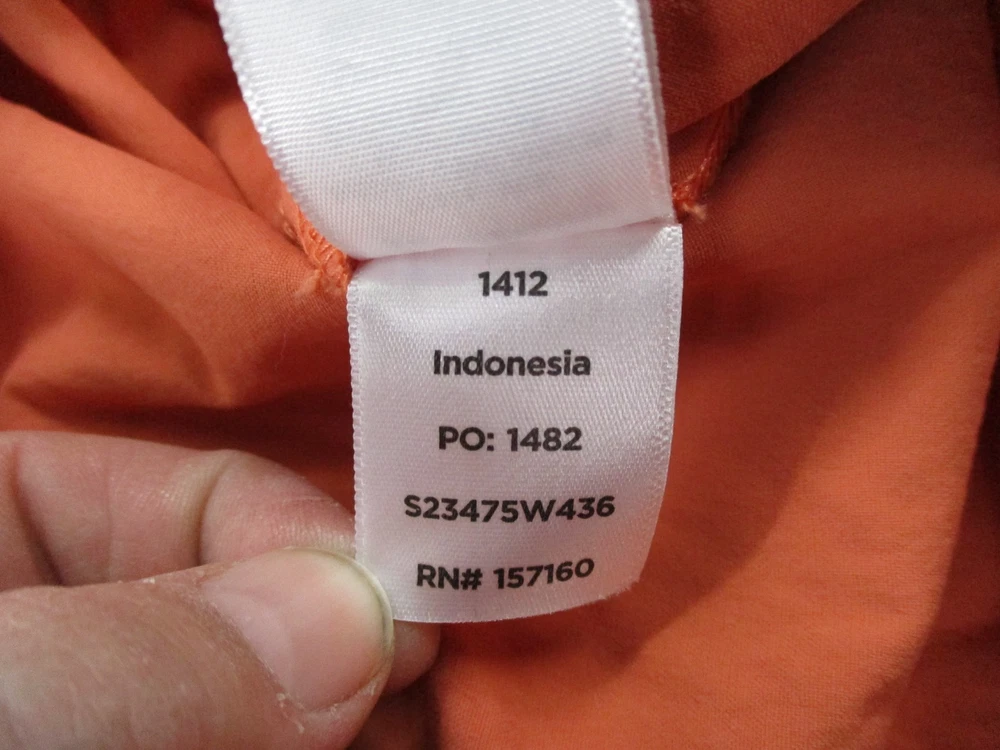 1412
Indonesia
PO: 1482
S23475W436
RN# 157160